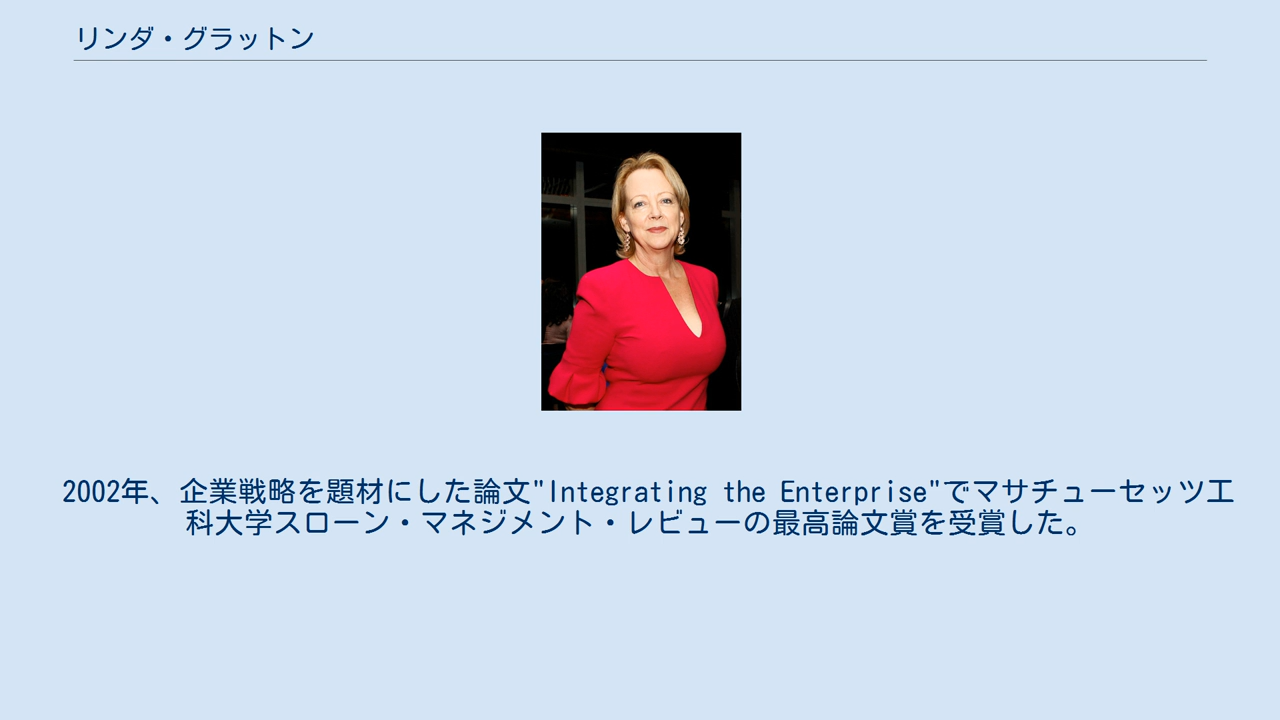 リンダ・グラットン
2002年、企業戦略を題材にした論文"Integrating the Enterprise"でマサチューセッツ工
科大学スローン・マネジメント・レビューの最高論文賞を受賞した。